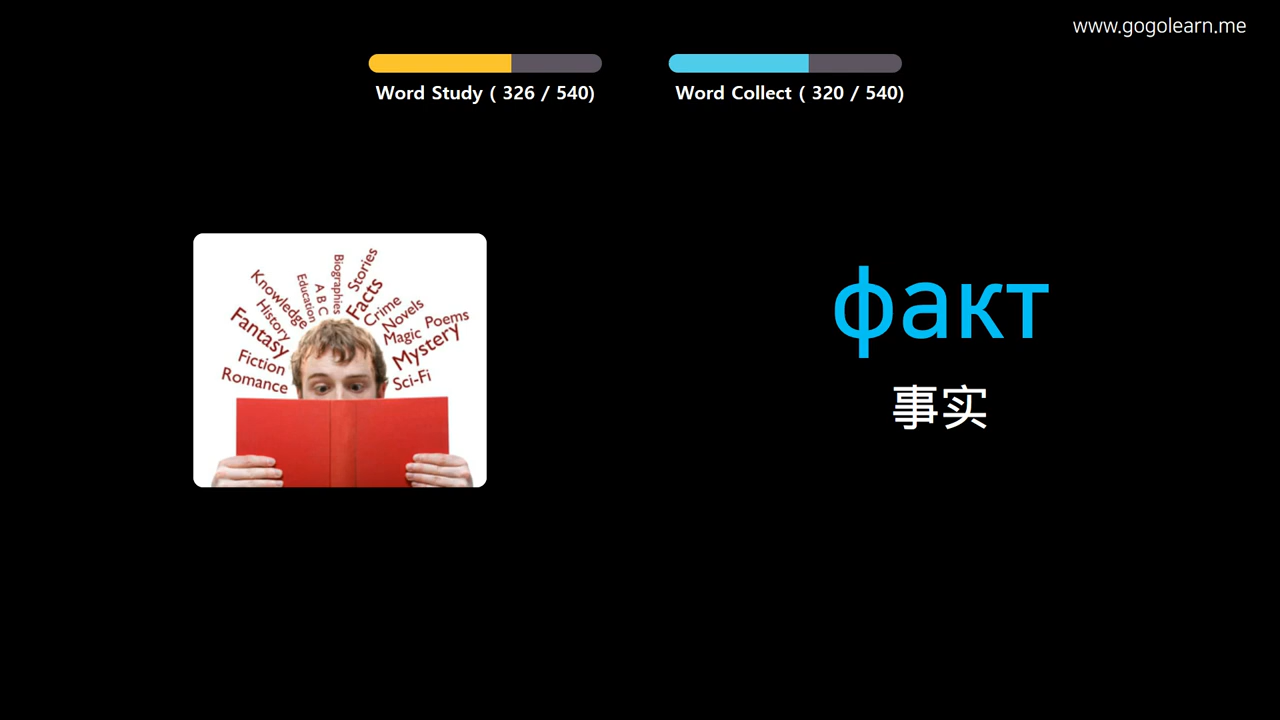 www.gogolearn.me
Word Study ( 326 / 540)
Word Collect ( 320 / 540)
Knowledge
History
Fantasy
Fiction
Romance
Education
A B C
Biographies
Stories
Facts
Crime
Novels
Magic
Poems
Mystery
Sci-Fi
факт
事实